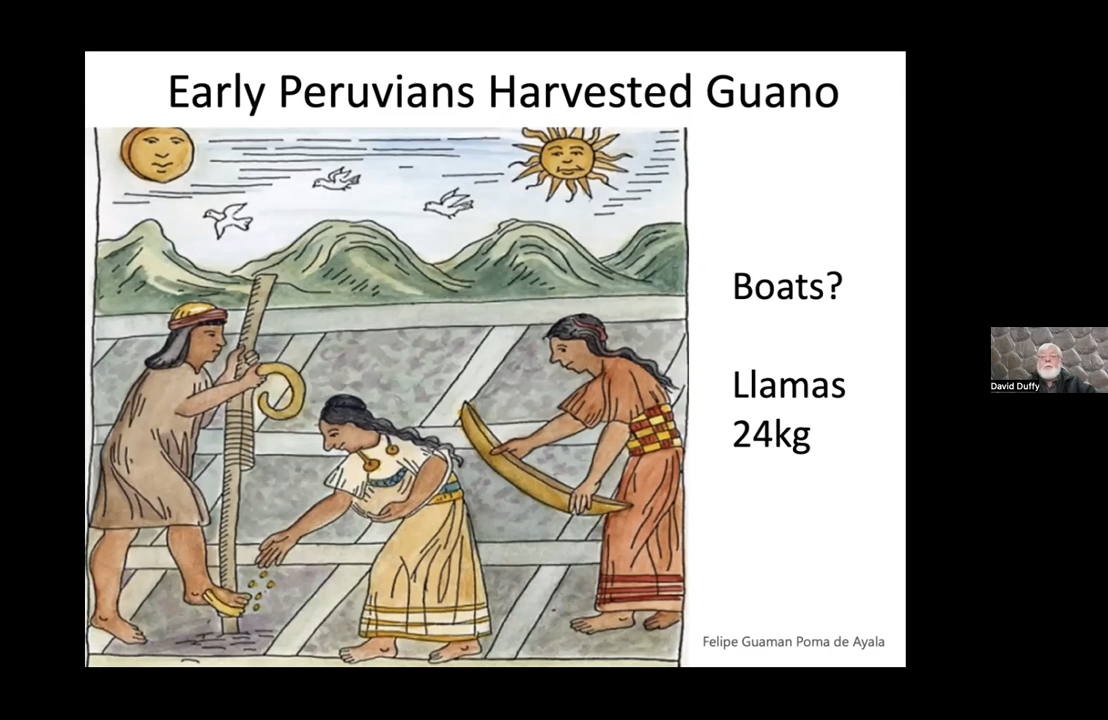 Early Peruvians Harvested Guano
Boats?
Llamas
24kg
Felipe Guaman Poma de Ayala
David Duffy